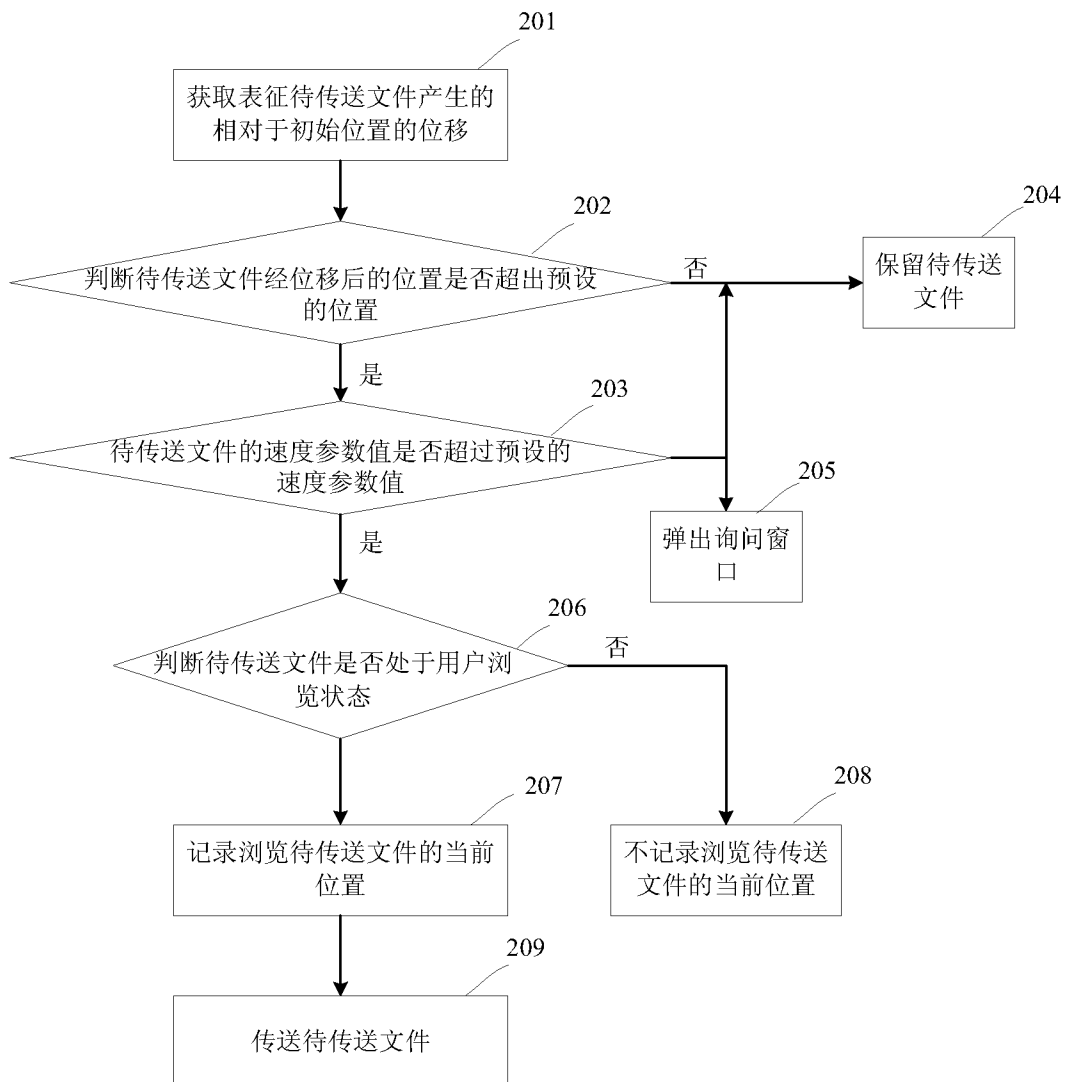 201
获取表征待传送文件产生的
相对于初始位置的位移
202
判断待传送文件经位移后的位置是否超出预设
的位置
否
204
保留待传送
文件
是
203
待传送文件的速度参数值是否超过预设的
速度参数值
205
弹出询问窗
口
是
206
判断待传送文件是否处于用户浏
览状态
否
207
记录浏览待传送文件的当前
位置
208
不记录浏览待传送
文件的当前位置
209
传送待传送文件